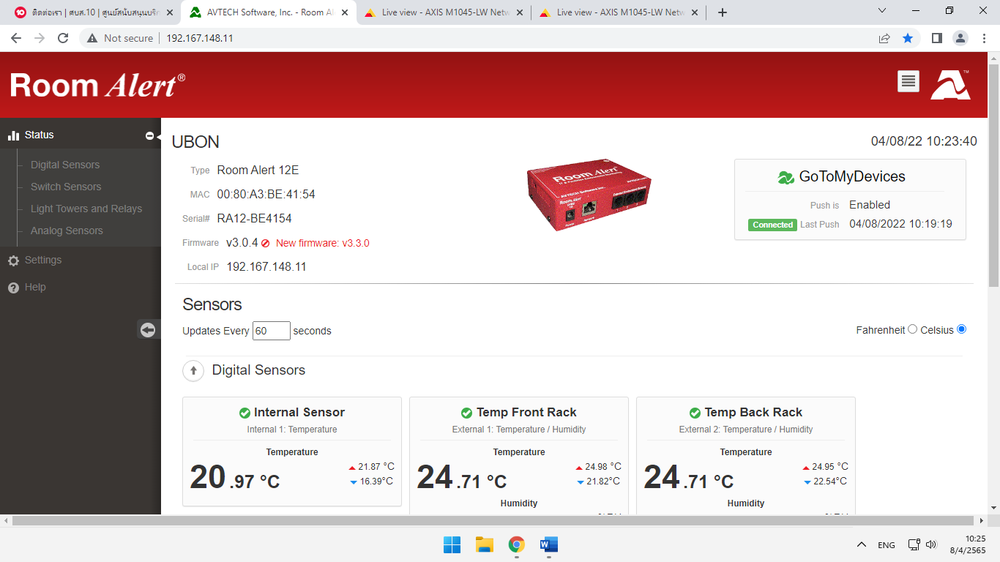 ติดต่อเรา | ศบส.10 | ศูนย์สนับสนุนบริก
AVTECH Software, Inc. - Room Al
Live view - AXIS M1045-LW Netw
Live view - AXIS M1045-LW Netw
Not secure
192.167.148.11
Room Alert®
Status
Digital Sensors
Switch Sensors
Light Towers and Relays
Analog Sensors
Settings
Help
UBON
04/08/22 10:23:40
Type Room Alert 12E
MAC 00:80:A3:BE:41:54
Serial# RA12-BE4154
Firmware v3.0.4 New firmware: v3.3.0
Local IP 192.167.148.11
Room Alert
GoToMyDevices
Push is Enabled
Connected Last Push 04/08/2022 10:19:19
Sensors
Updates Every 60 seconds
Fahrenheit Celsius
Digital Sensors
Internal Sensor
Internal 1: Temperature
Temperature
20.97 °C
21.87 °C
16.39°C
Temp Front Rack
External 1: Temperature / Humidity
Temperature
24.71 °C
24.98 °C
21.82°C
Humidity
Temp Back Rack
External 2: Temperature / Humidity
Temperature
24.71 °C
24.95 °C
22.54°C
Humidity
ENG
10:25
8/4/2565